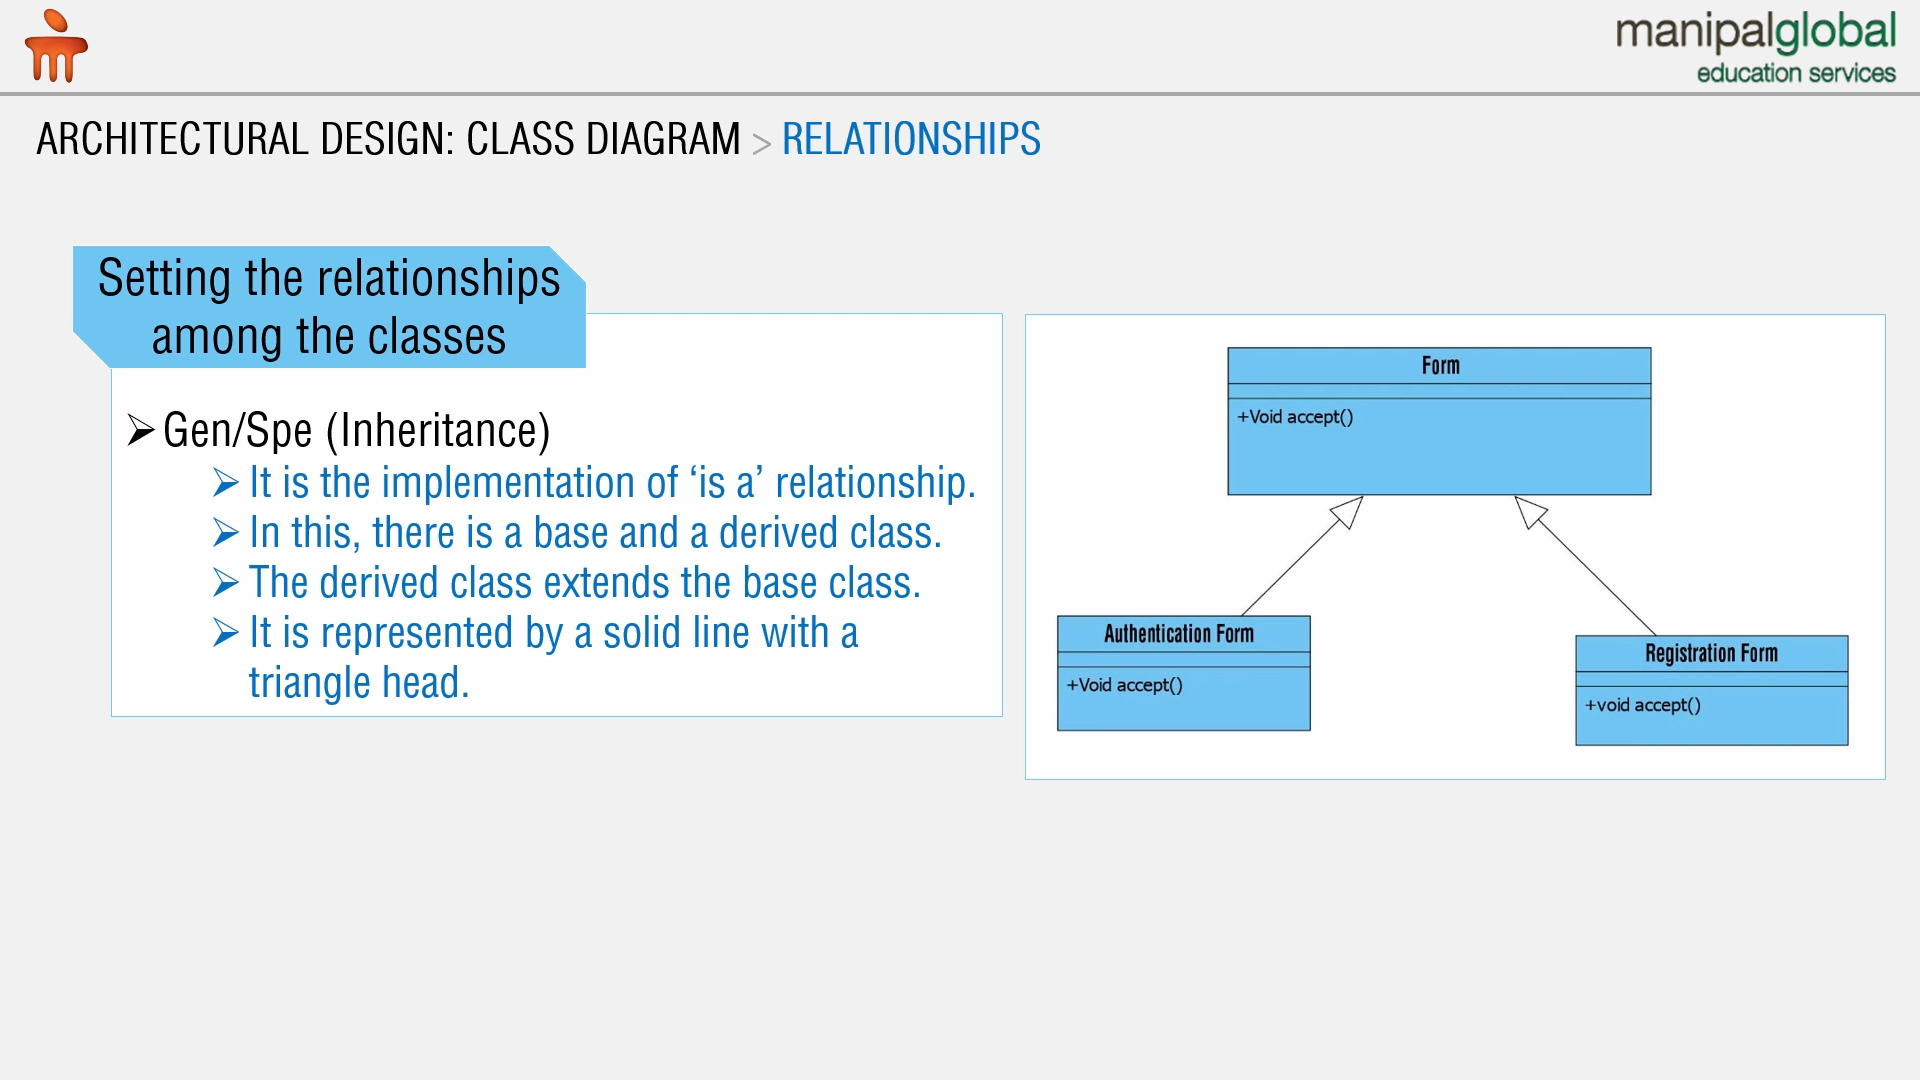 manipalglobal
education services
ARCHITECTURAL DESIGN: CLASS DIAGRAM > RELATIONSHIPS
Setting the relationships
among the classes
Gen/Spe (Inheritance)
It is the implementation of ‘is a’ relationship.
In this, there is a base and a derived class.
The derived class extends the base class.
It is represented by a solid line with a
triangle head.
Form
+Void accept()
Authentication Form
+Void accept()
Registration Form
+void accept()